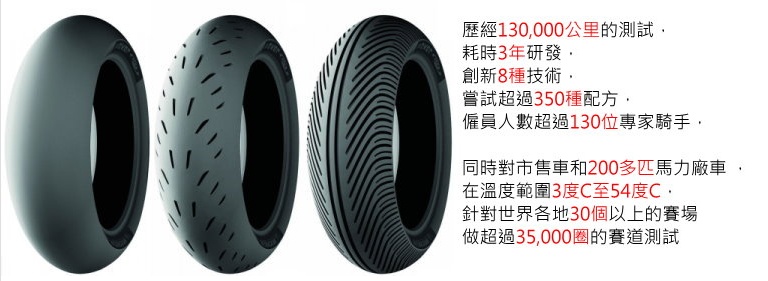 歷經130,000公里的測試，
耗時3年研發，
創新8種技術，
嘗試超過350種配方，
僱員人數超過130位專家騎手，
同時對市售車和200多匹馬力廠車 ，
在溫度範圍3度C至54度C，
針對世界各地30個以上的賽場
做超過35,000圈的賽道測試